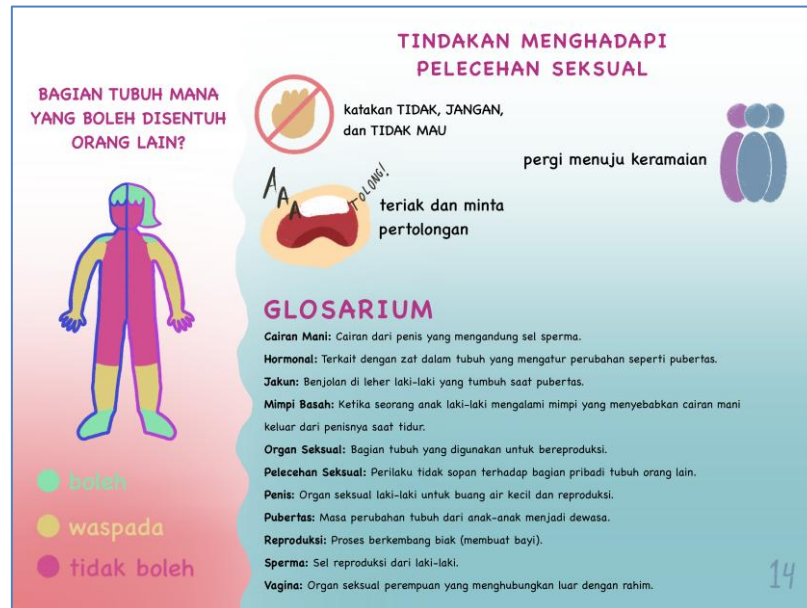 BAGIAN TUBUH MANA
YANG BOLEH DISENTUH
ORANG LAIN?
boleh
waspada
tidak boleh
TINDAKAN MENGHADAPI
PELECEHAN SEKSUAL
katakan TIDAK, JANGAN,
dan TIDAK MAU
pergi menuju keramaian
AAA
TOLONG!
teriak dan minta
pertolongan
GLOSARIUM
Cairan Mani: Cairan dari penis yang mengandung sel sperma.
Hormonal: Terkait dengan zat dalam tubuh yang mengatur perubahan seperti pubertas.
Jakun: Benjolan di leher laki-laki yang tumbuh saat pubertas.
Mimpi Basah: Ketika seorang anak laki-laki mengalami mimpi yang menyebabkan cairan mani
keluar dari penisnya saat tidur.
Organ Seksual: Bagian tubuh yang digunakan untuk bereproduksi.
Pelecehan Seksual: Perilaku tidak sopan terhadap bagian pribadi tubuh orang lain.
Penis: Organ seksual laki-laki untuk buang air kecil dan reproduksi.
Pubertas: Masa perubahan tubuh dari anak-anak menjadi dewasa.
Reproduksi: Proses berkembang biak (membuat bayi).
Sperma: Sel reproduksi dari laki-laki.
Vagina: Organ seksual perempuan yang menghubungkan luar dengan rahim.
14